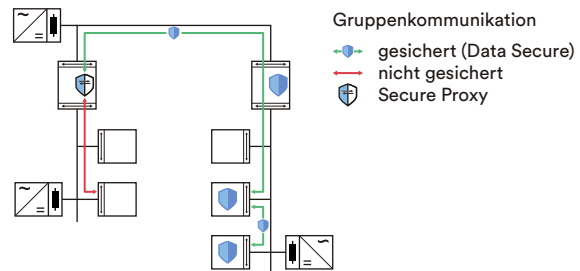 Gruppenkommunikation
gesichert (Data Secure)
nicht gesichert
Secure Proxy